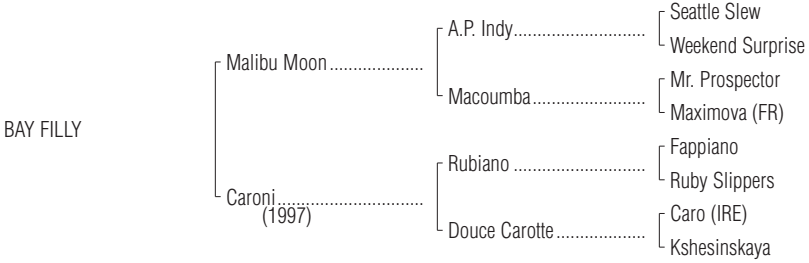 Seattle Slew
A.P. Indy
Weekend Surprise
Malibu Moon
Mr. Prospector
Macoumba
Maximova (FR)
BAY FILLY
Fappiano
Rubiano
Ruby Slippers
Caroni
(1997)
Caro (IRE)
Douce Carotte
Kshesinskaya